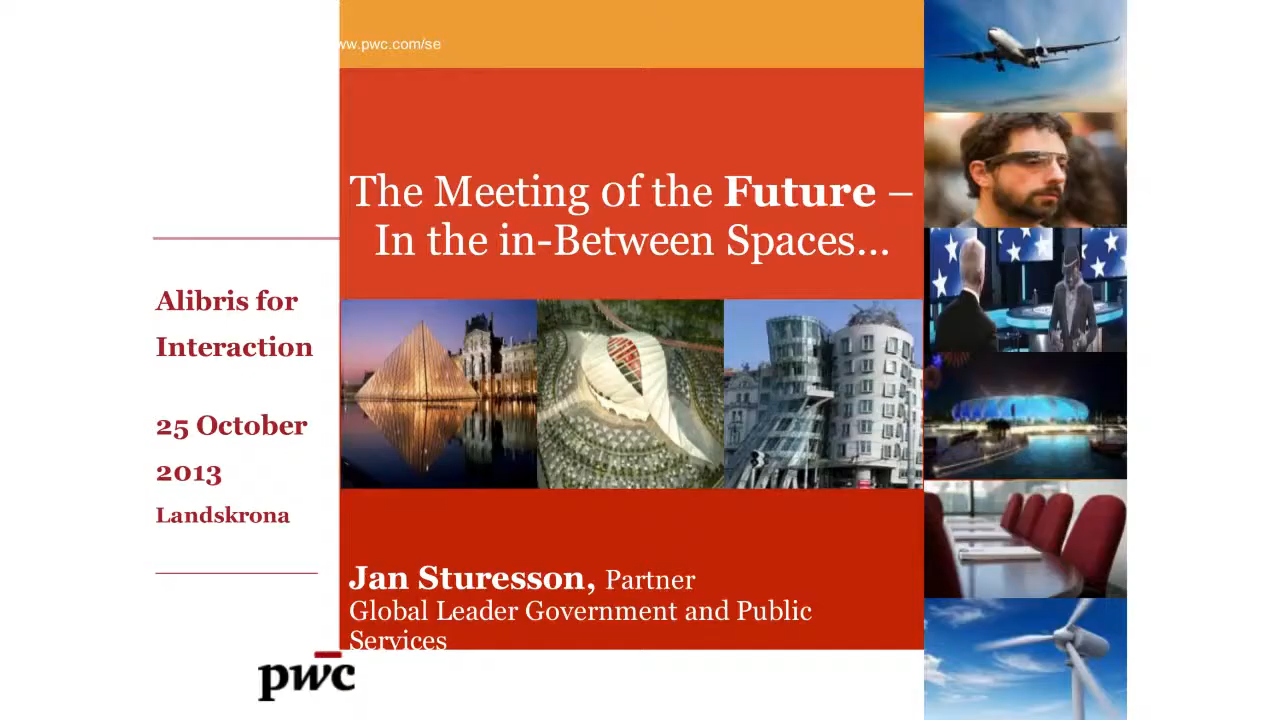 ww.pwc.com/se
The Meeting of the Future –
In the in-Between Spaces...
Alibris for
Interaction
25 October
2013
Landskrona
Jan Sturesson, Partner
Global Leader Government and Public
Services
pwc